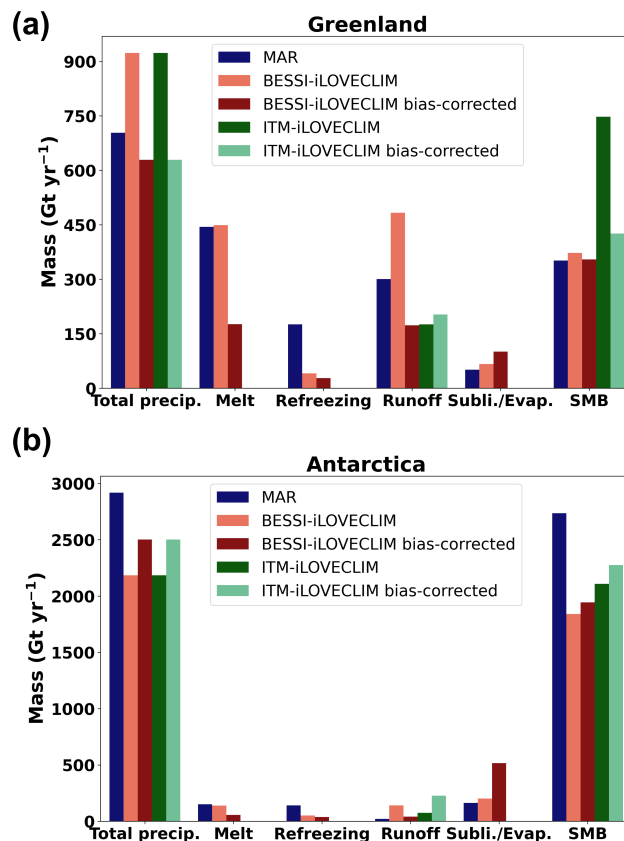 (a)
Greenland
MAR
BESSI-iLOVECLIM
BESSI-iLOVECLIM bias-corrected
ITM-iLOVECLIM
ITM-iLOVECLIM bias-corrected
Mass (Gt yr⁻¹)
900
750
600
450
300
150
0
Total precip. Melt Refreezing Runoff Subli./Evap. SMB
(b)
Antarctica
MAR
BESSI-iLOVECLIM
BESSI-iLOVECLIM bias-corrected
ITM-iLOVECLIM
ITM-iLOVECLIM bias-corrected
Mass (Gt yr⁻¹)
3000
2500
2000
1500
1000
500
0
Total precip. Melt Refreezing Runoff Subli./Evap. SMB